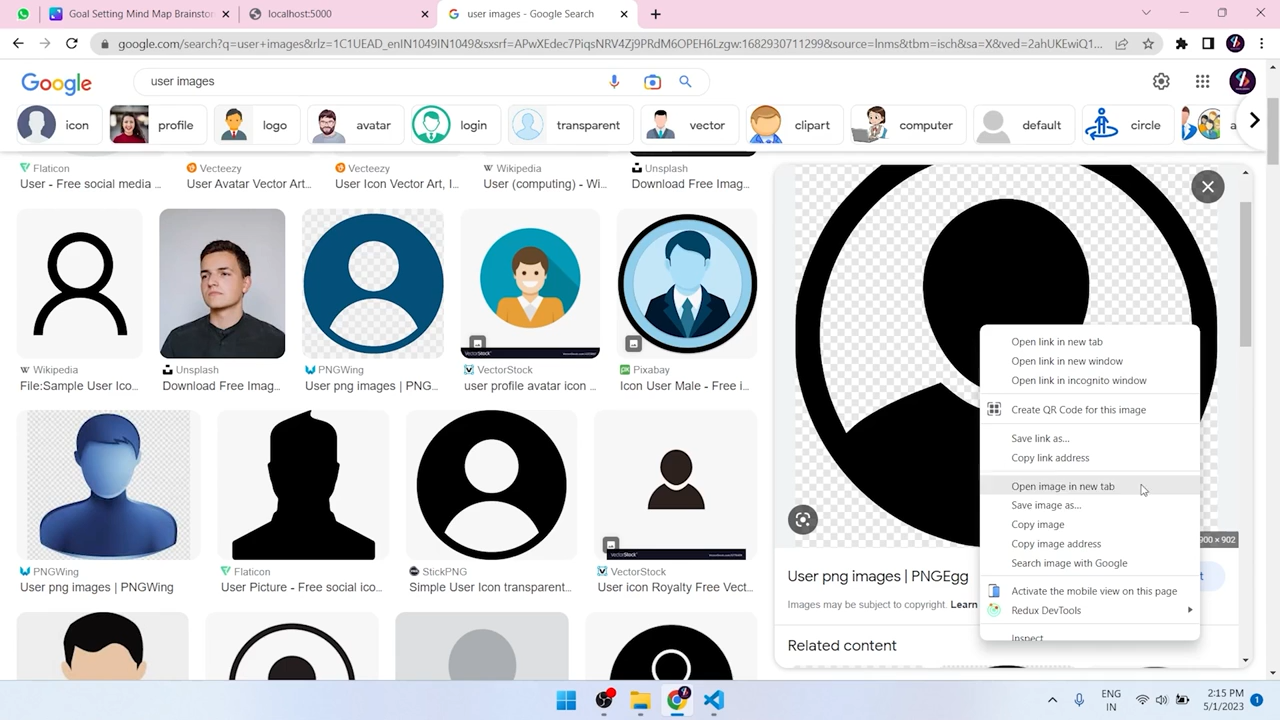 Goal Setting Mind Map Brainsto
localhost:5000
user images - Google Search
google.com/search?q=user+images&rlz=1C1UEAD_enIN1049IN1049&sxsrf=APwXEdec7PiqsNRV4Zj9PRdM6OPEH6Lzgw:1682930711299&source=lnms&tbm=isch&sa=X&ved=2ahUKEwiQ1...
Google
user images
icon
profile
logo
avatar
login
transparent
vector
clipart
computer
default
circle
a
Flaticon
Vecteezy
Vecteezy
Wikipedia
Unsplash
User - Free social media ...
User Avatar Vector Art...
User Icon Vector Art, I...
User (computing) - Wi...
Download Free Imag...
Wikipedia
Unsplash
PNGWing
VectorStock
Pixabay
File:Sample User Ico...
Download Free Imag...
User png images | PNG...
user profile avatar icon ...
Icon User Male - Free i...
VectorStock
VectorStock
PNGWing
Flaticon
StickPNG
VectorStock
User png images | PNGWing
User Picture - Free social ico...
Simple User Icon transparent...
User icon Royalty Free Vect...
Open link in new tab
Open link in new window
Open link in incognito window
Create QR Code for this image
Save link as...
Copy link address
Open image in new tab
Save image as...
Copy image
Copy image address
Search image with Google
Activate the mobile view on this page
Redux DevTools
Inspect
900 x 902
User png images | PNGEgg
t
Images may be subject to copyright. Learn
Related content
ENG
IN
2:15 PM
5/1/2023
1